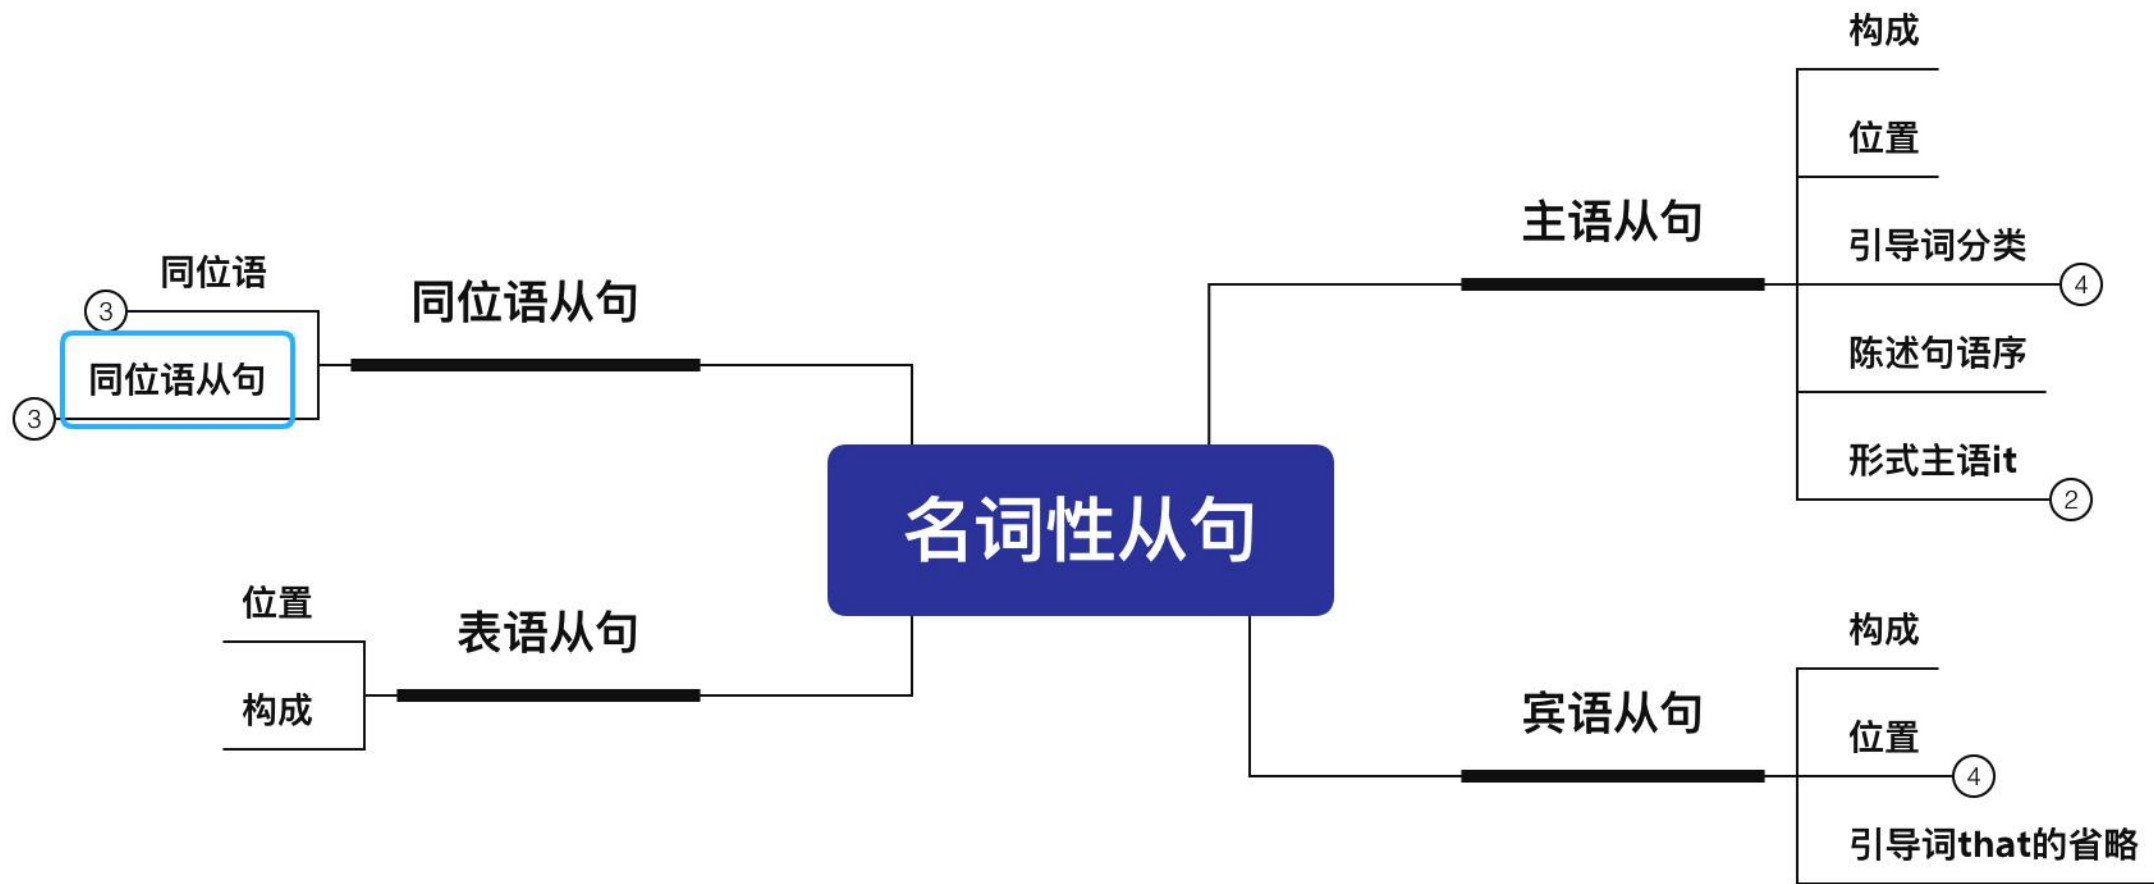 名词性从句
主语从句
构成
位置
引导词分类
4
陈述句语序
形式主语it
2
宾语从句
构成
位置
4
引导词that的省略
同位语从句
同位语
3
同位语从句
3
表语从句
位置
构成